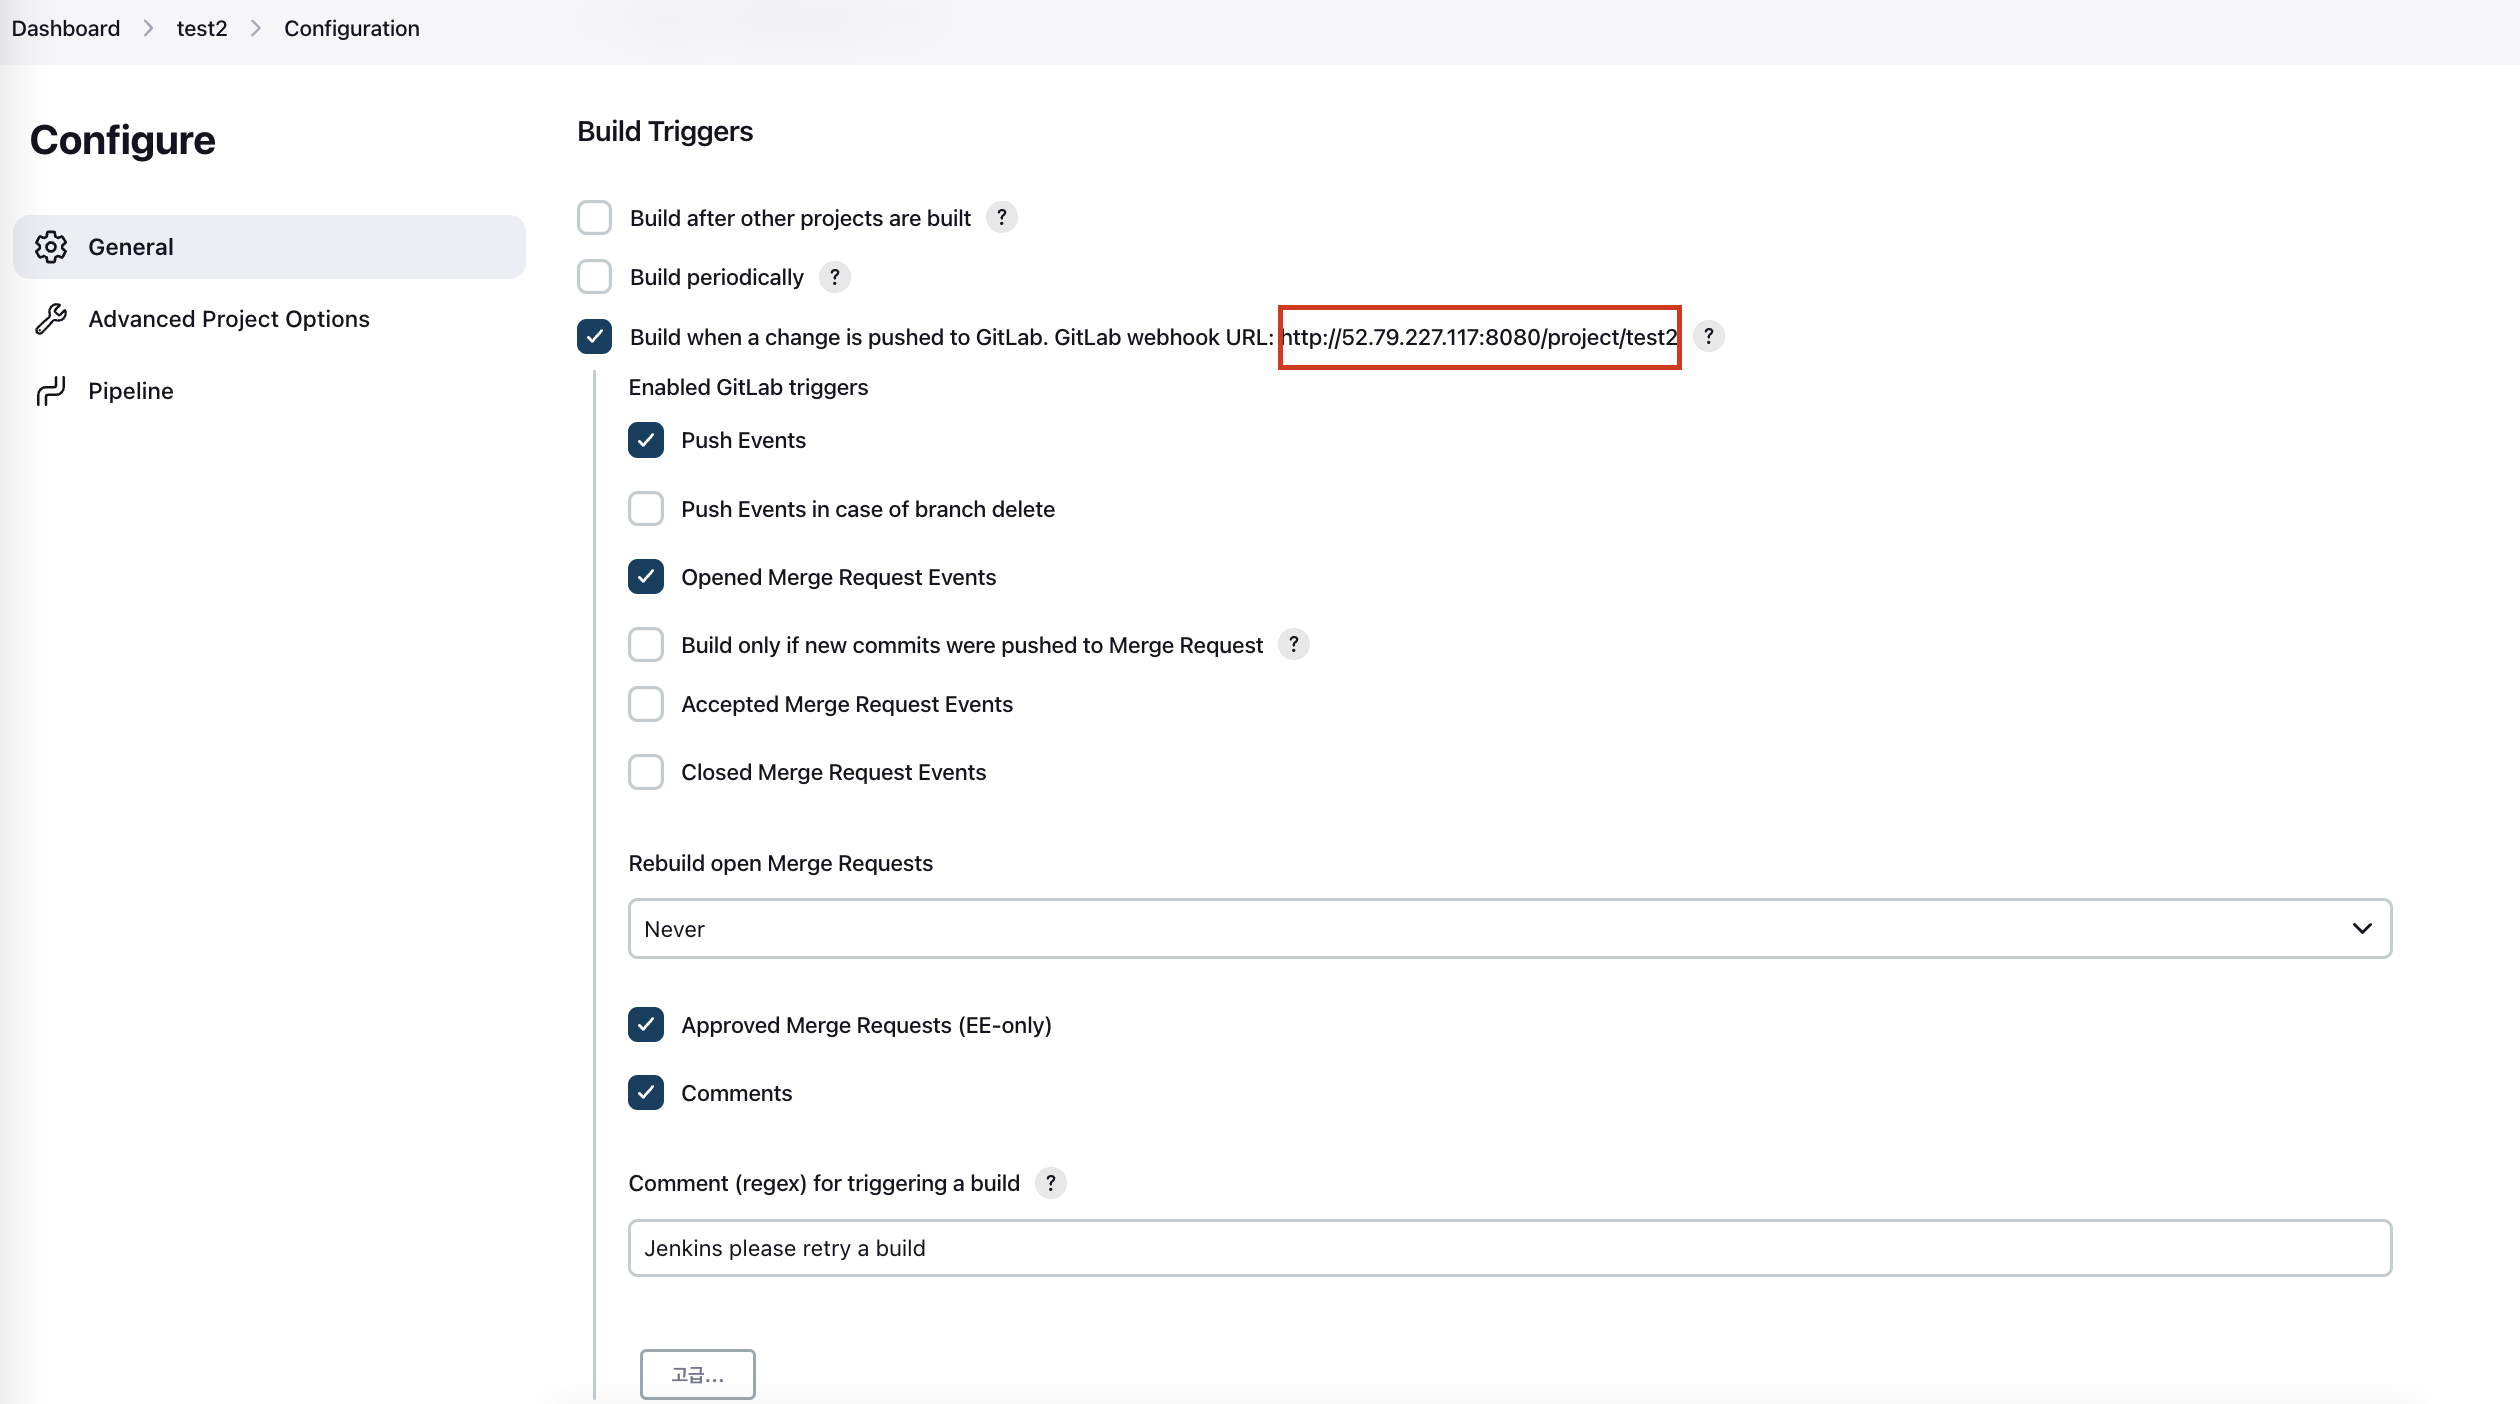 Dashboard > test2 > Configuration
Configure
General
Advanced Project Options
Pipeline
Build Triggers
Build after other projects are built ?
Build periodically ?
Build when a change is pushed to GitLab. GitLab webhook URL: http://52.79.227.117:8080/project/test2 ?
Enabled GitLab triggers
Push Events
Push Events in case of branch delete
Opened Merge Request Events
Build only if new commits were pushed to Merge Request ?
Accepted Merge Request Events
Closed Merge Request Events
Rebuild open Merge Requests
Never
Approved Merge Requests (EE-only)
Comments
Comment (regex) for triggering a build ?
Jenkins please retry a build
고급...